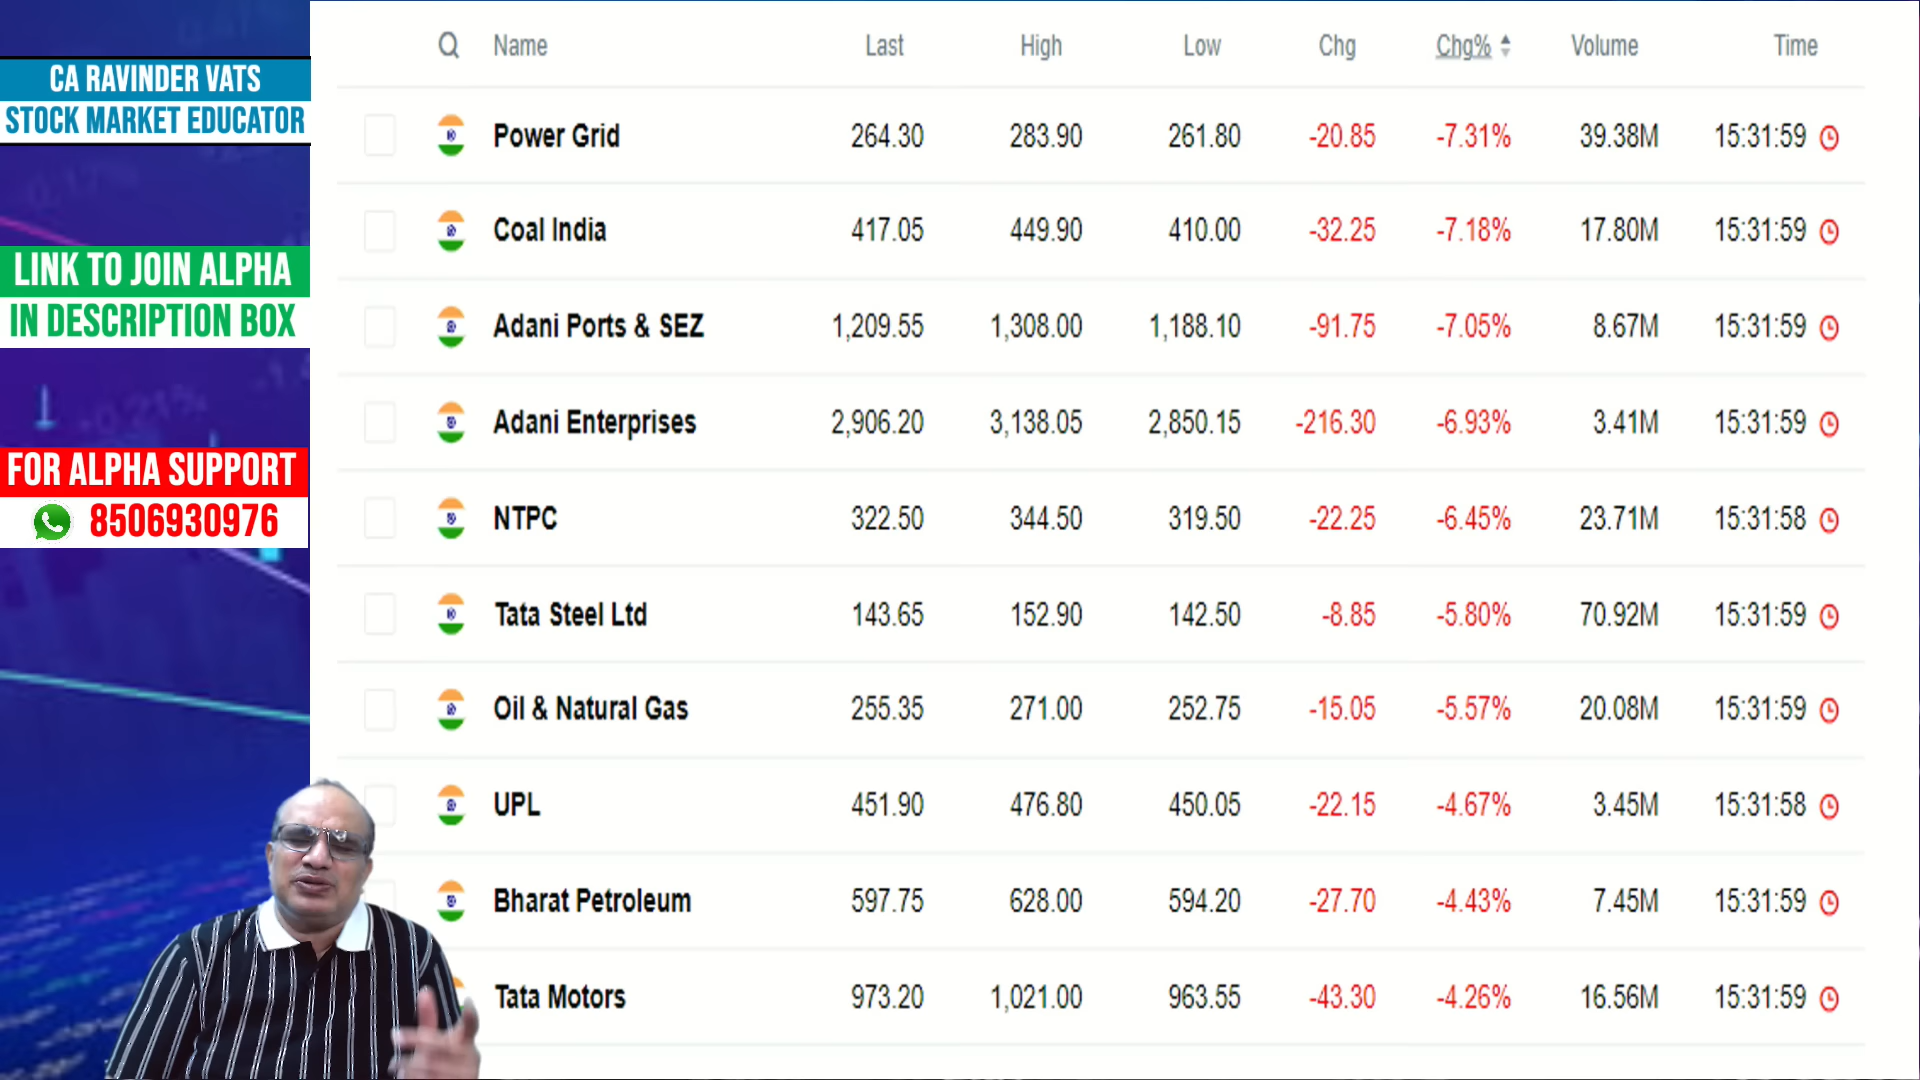 CA RAVINDER VATS
STOCK MARKET EDUCATOR
LINK TO JOIN ALPHA
IN DESCRIPTION BOX
FOR ALPHA SUPPORT
8506930976
Name Last High Low Chg Chg% Volume Time
Power Grid 264.30 283.90 261.80 -20.85 -7.31% 39.38M 15:31:59
Coal India 417.05 449.90 410.00 -32.25 -7.18% 17.80M 15:31:59
Adani Ports & SEZ 1,209.55 1,308.00 1,188.10 -91.75 -7.05% 8.67M 15:31:59
Adani Enterprises 2,906.20 3,138.05 2,850.15 -216.30 -6.93% 3.41M 15:31:59
NTPC 322.50 344.50 319.50 -22.25 -6.45% 23.71M 15:31:58
Tata Steel Ltd 143.65 152.90 142.50 -8.85 -5.80% 70.92M 15:31:59
Oil & Natural Gas 255.35 271.00 252.75 -15.05 -5.57% 20.08M 15:31:59
UPL 451.90 476.80 450.05 -22.15 -4.67% 3.45M 15:31:58
Bharat Petroleum 597.75 628.00 594.20 -27.70 -4.43% 7.45M 15:31:59
Tata Motors 973.20 1,021.00 963.55 -43.30 -4.26% 16.56M 15:31:59